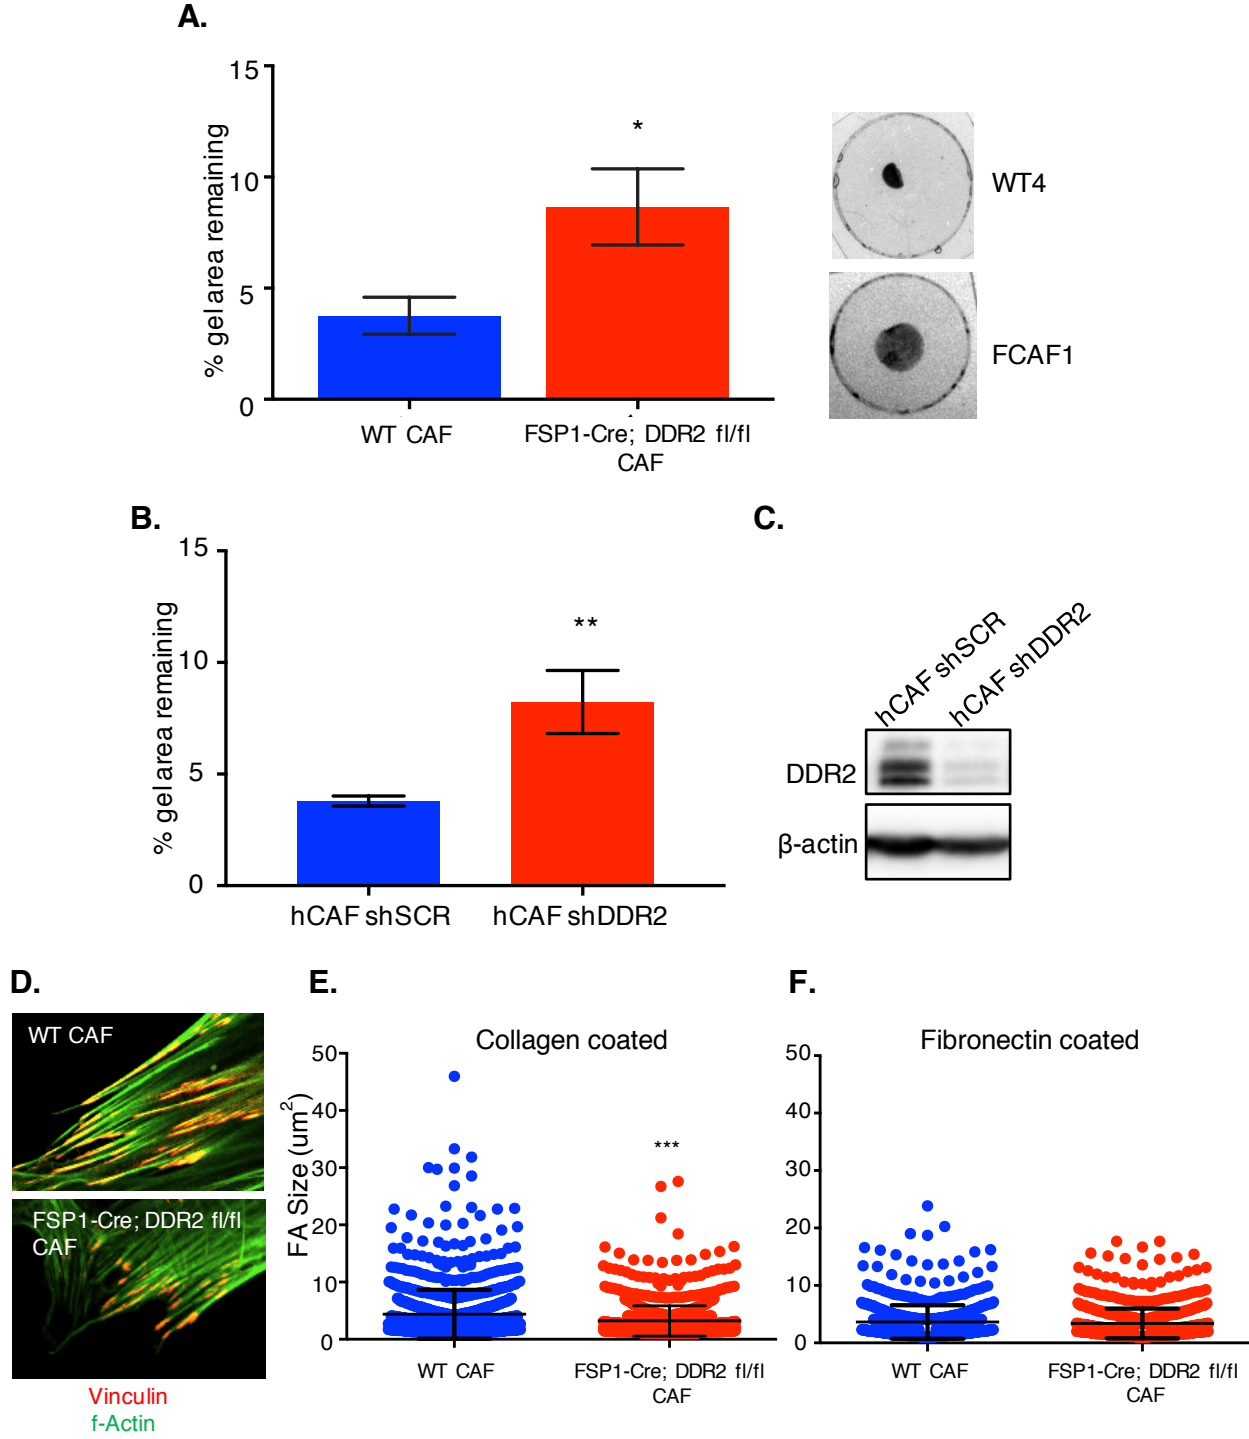 A.
% gel area remaining
15
10
5
0
*
WT CAF
FSP1-Cre; DDR2 fl/fl
CAF
WT4
FCAF1
B.
% gel area remaining
15
10
5
0
**
hCAF shSCR
hCAF shDDR2
C.
hCAF shSCR
hCAF shDDR2
DDR2
β-actin
D.
WT CAF
FSP1-Cre; DDR2 fl/fl
CAF
Vinculin
f-Actin
E.
Collagen coated
FA Size (um²)
50
40
30
20
10
0
***
WT CAF
FSP1-Cre; DDR2 fl/fl
CAF
F.
Fibronectin coated
50
40
30
20
10
0
WT CAF
FSP1-Cre; DDR2 fl/fl
CAF